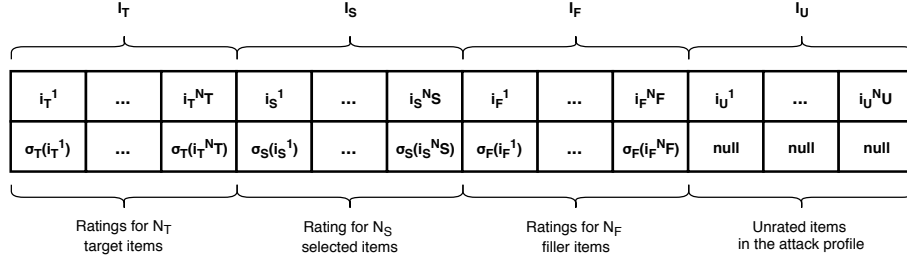 I_T I_S I_F I_U
i_T^1 ... i_T^N_T i_S^1 ... i_S^N_S i_F^1 ... i_F^N_F i_U^1 ... i_U^N_U
σ_T(i_T^1) ... σ_T(i_T^N_T) σ_S(i_S^1) ... σ_S(i_S^N_S) σ_F(i_F^1) ... σ_F(i_F^N_F) null null null
Ratings for N_T
target items
Rating for N_S
selected items
Ratings for N_F
filler items
Unrated items
in the attack profile